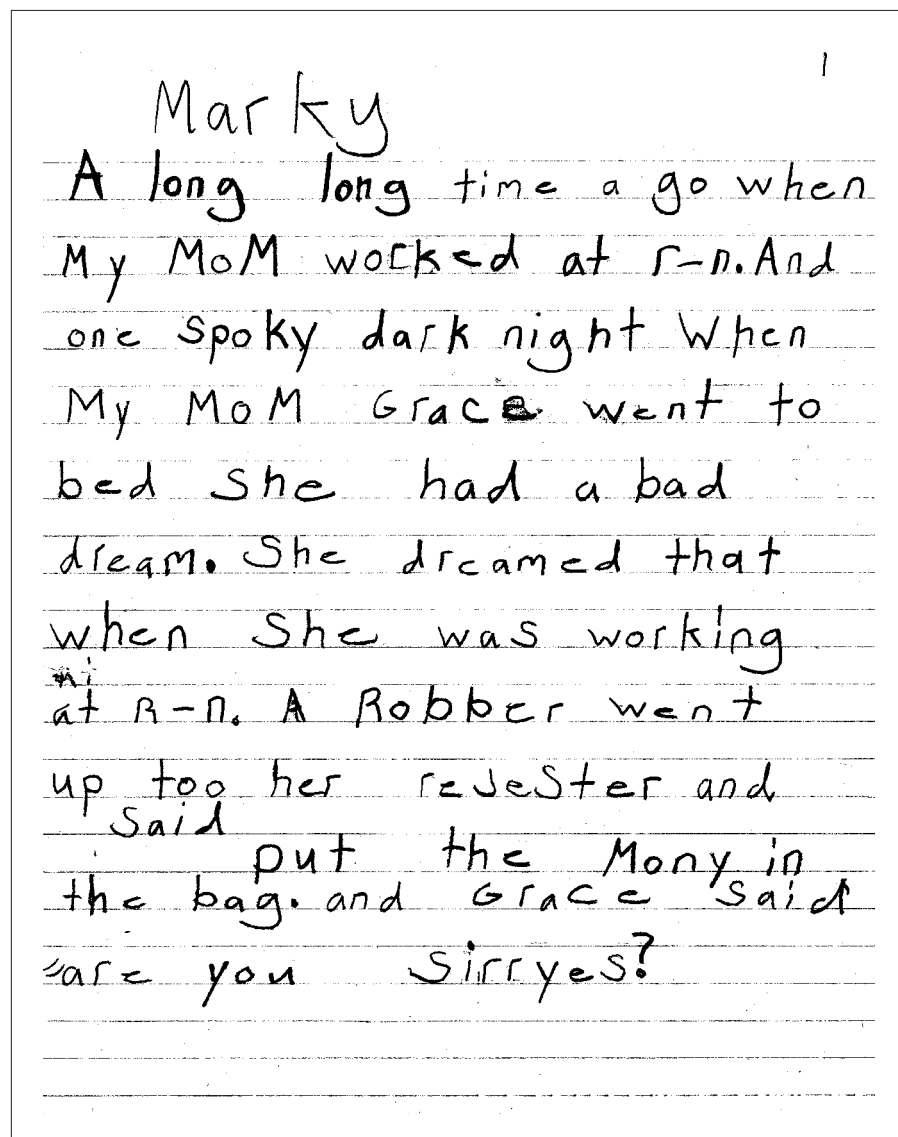 1
Marky
A long long time a go when
My MoM worked at r-n. And
one spoky dark night When
My MoM Grace went to
bed She had a bad
dream. She dreamed that
when She was working
at R-n. A Robber went
up too her reJeSter and
Said
put the Mony in
the bag. and Grace Said
are you Sirryes?